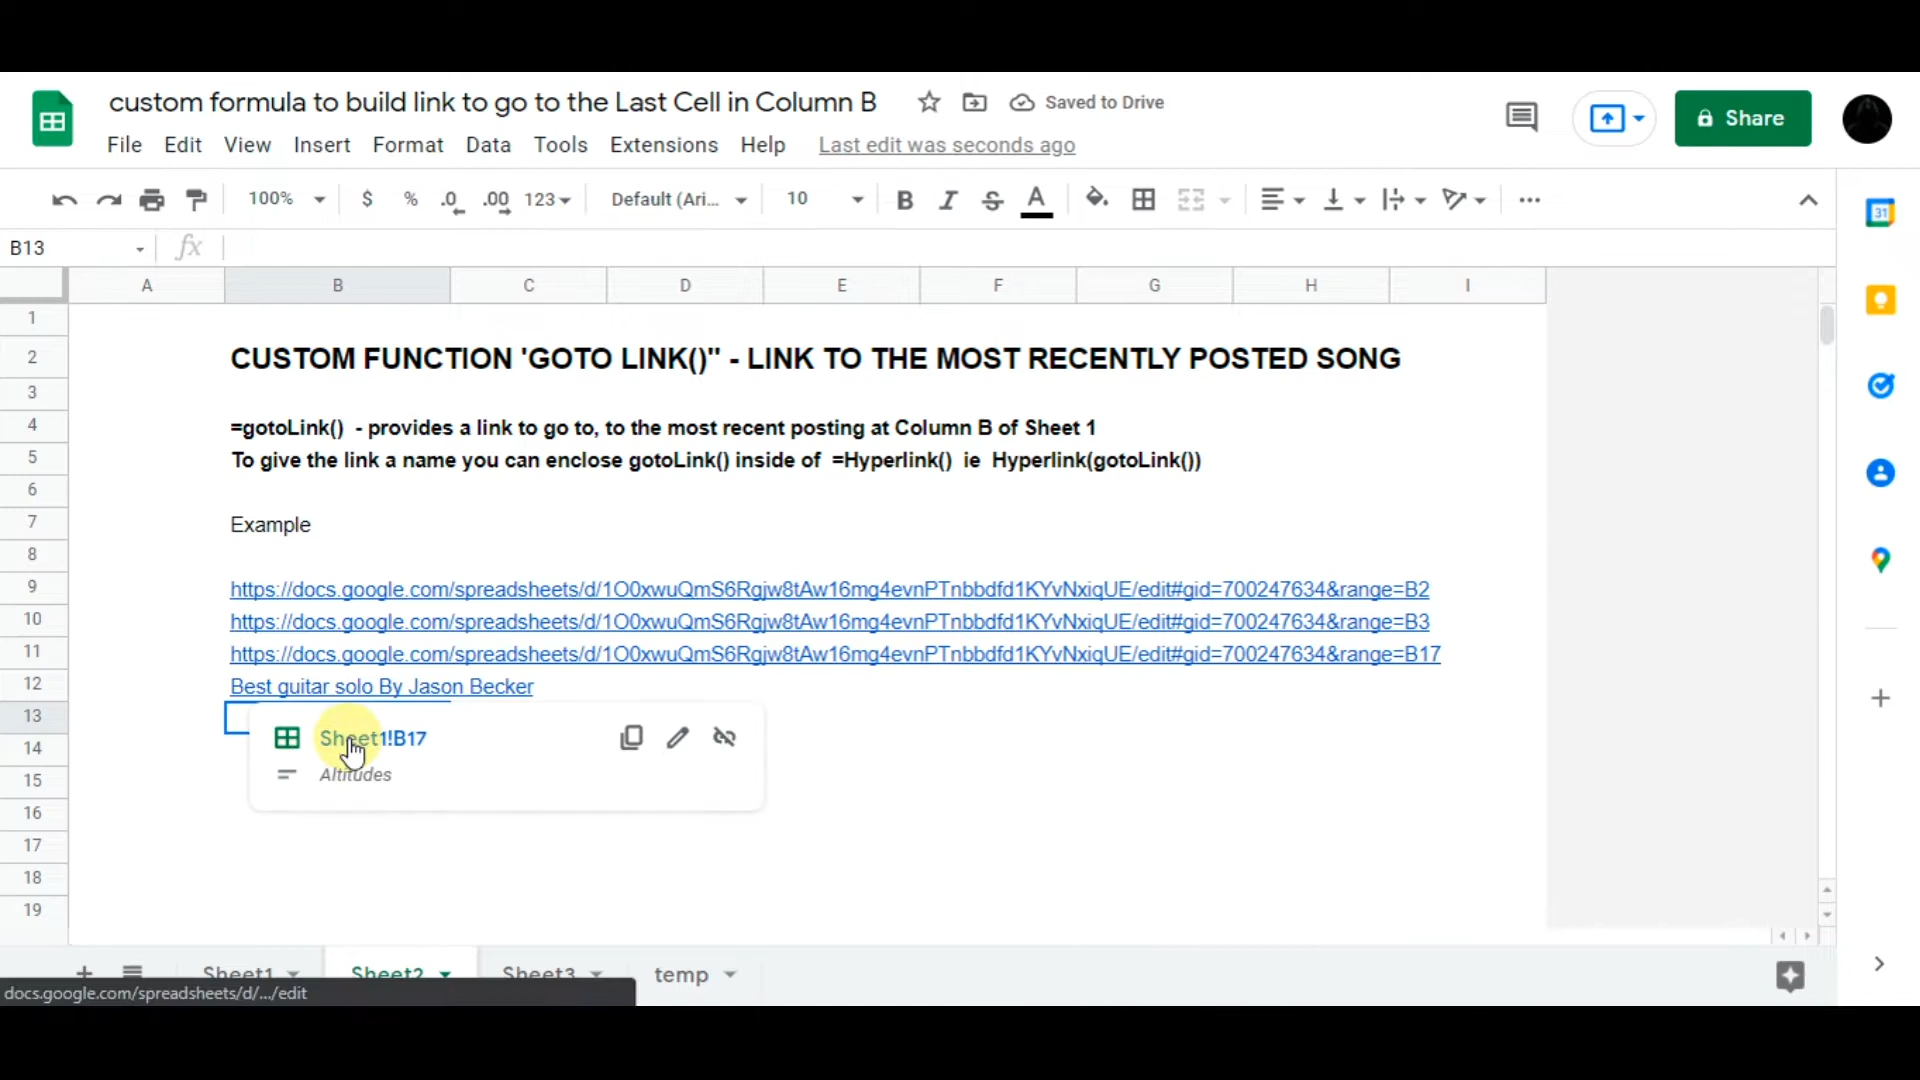 custom formula to build link to go to the Last Cell in Column B
Saved to Drive
Share
File Edit View Insert Format Data Tools Extensions Help Last edit was seconds ago
100% $ % .0 .00 123 Default (Ari... 10 B I S A
31
B13 fx
A B C D E F G H I
1
2 CUSTOM FUNCTION 'GOTO LINK()" - LINK TO THE MOST RECENTLY POSTED SONG
3
4 =gotoLink() - provides a link to go to, to the most recent posting at Column B of Sheet 1
5 To give the link a name you can enclose gotoLink() inside of =Hyperlink() ie Hyperlink(gotoLink())
6
7 Example
8
9 https://docs.google.com/spreadsheets/d/1O0xwuQmS6Rgjw8tAw16mg4evnPTnbbdfd1KYvNxiqUE/edit#gid=700247634&range=B2
10 https://docs.google.com/spreadsheets/d/1O0xwuQmS6Rgjw8tAw16mg4evnPTnbbdfd1KYvNxiqUE/edit#gid=700247634&range=B3
11 https://docs.google.com/spreadsheets/d/1O0xwuQmS6Rgjw8tAw16mg4evnPTnbbdfd1KYvNxiqUE/edit#gid=700247634&range=B17
12 Best guitar solo By Jason Becker
13
Sheet1!B17
14
Altitudes
15
16
17
18
19
Sheet1 Sheet2 Sheet3 temp
docs.google.com/spreadsheets/d/.../edit